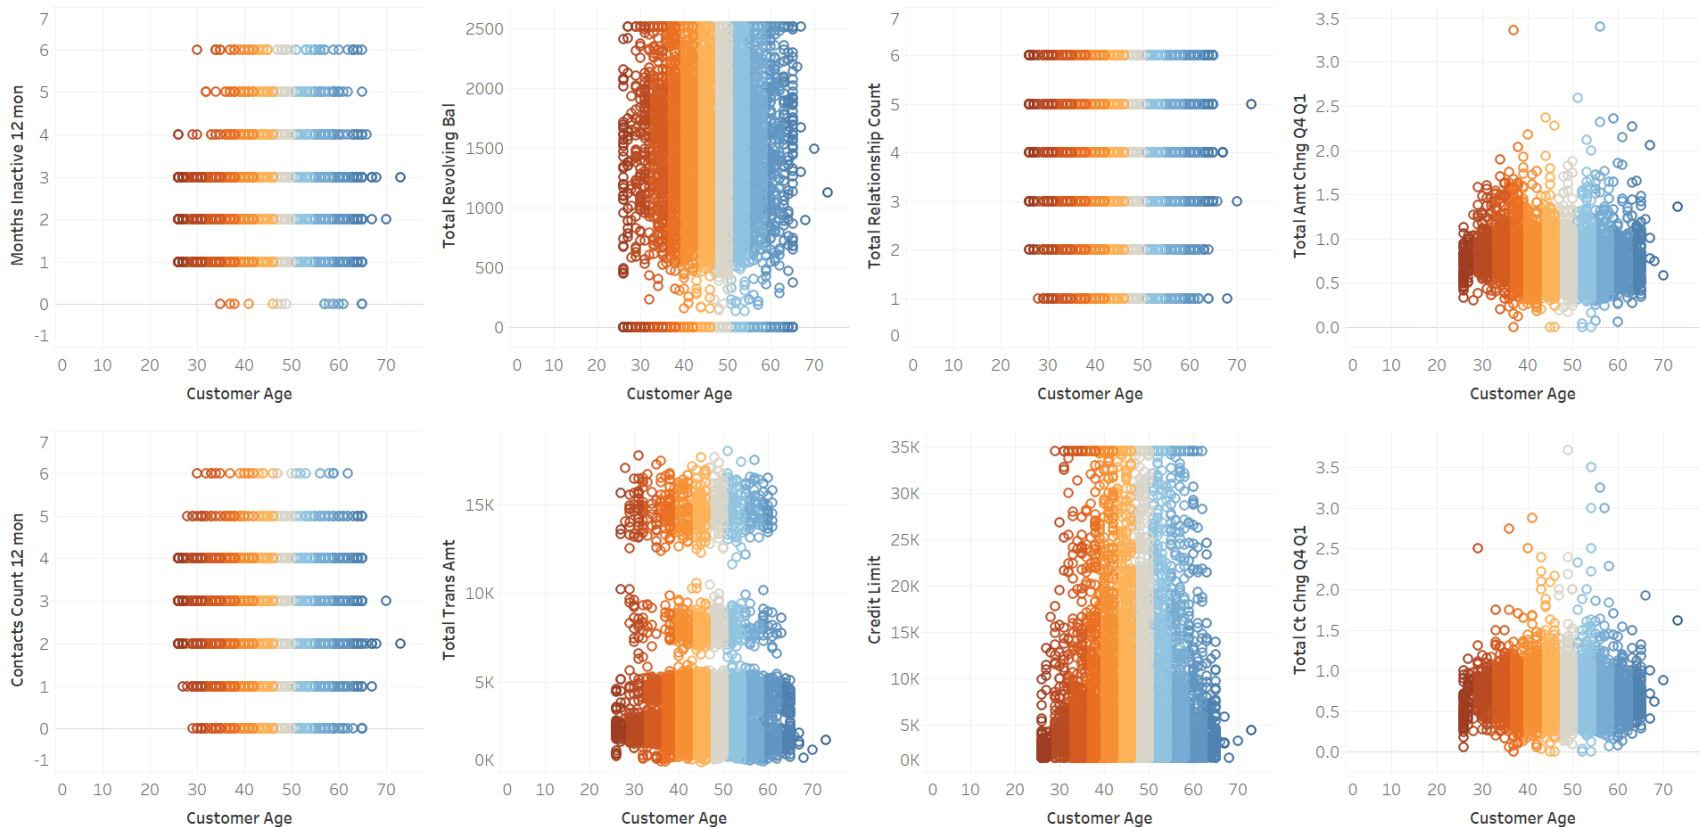 Months Inactive 12 mon
7
6
5
4
3
2
1
0
-1
0 10 20 30 40 50 60 70
Customer Age
Total Revolving Bal
2500
2000
1500
1000
500
0
0 10 20 30 40 50 60 70
Customer Age
Total Relationship Count
7
6
5
4
3
2
1
0
0 10 20 30 40 50 60 70
Customer Age
Total Amt Chng Q4 Q1
3.5
3.0
2.5
2.0
1.5
1.0
0.5
0.0
0 10 20 30 40 50 60 70
Customer Age
Contacts Count 12 mon
7
6
5
4
3
2
1
0
-1
0 10 20 30 40 50 60 70
Customer Age
Total Trans Amt
15K
10K
5K
0K
0 10 20 30 40 50 60 70
Customer Age
Credit Limit
35K
30K
25K
20K
15K
10K
5K
0K
0 10 20 30 40 50 60 70
Customer Age
Total Ct Chng Q4 Q1
3.5
3.0
2.5
2.0
1.5
1.0
0.5
0.0
0 10 20 30 40 50 60 70
Customer Age